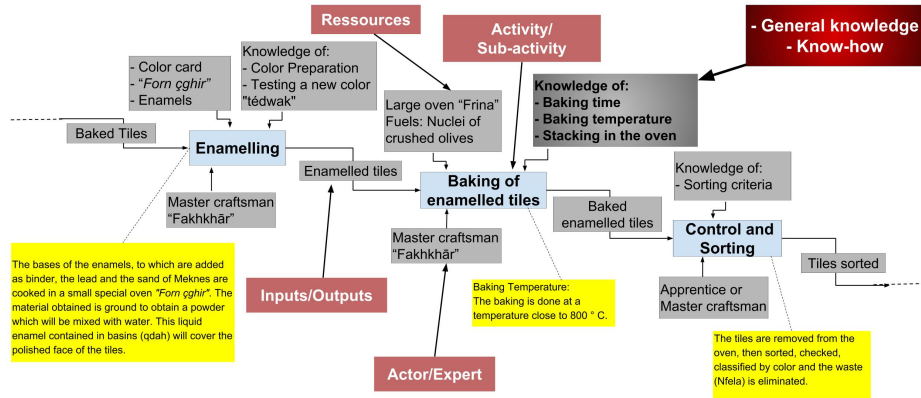 Ressources
Activity/
Sub-activity
- General knowledge
- Know-how
- Color card
- “Forn çghir”
- Enamels
Knowledge of:
- Color Preparation
- Testing a new color
"tédwak"
Large oven “Frina”
Fuels: Nuclei of
crushed olives
Knowledge of:
- Baking time
- Baking temperature
- Stacking in the oven
Baked Tiles
Enamelling
Enamelled tiles
Baking of
enamelled tiles
Knowledge of:
- Sorting criteria
Master craftsman
“Fakhkhār”
Baked
enamelled tiles
Control and
Sorting
Tiles sorted
Master craftsman
“Fakhkhār”
The bases of the enamels, to which are added
as binder, the lead and the sand of Meknes are
cooked in a small special oven "Forn çghir". The
material obtained is ground to obtain a powder
which will be mixed with water. This liquid
enamel contained in basins (qdah) will cover the
polished face of the tiles.
Inputs/Outputs
Baking Temperature:
The baking is done at a
temperature close to 800 ° C.
Apprentice or
Master craftsman
Actor/Expert
The tiles are removed from the
oven, then sorted, checked,
classified by color and the waste
(Nfela) is eliminated.